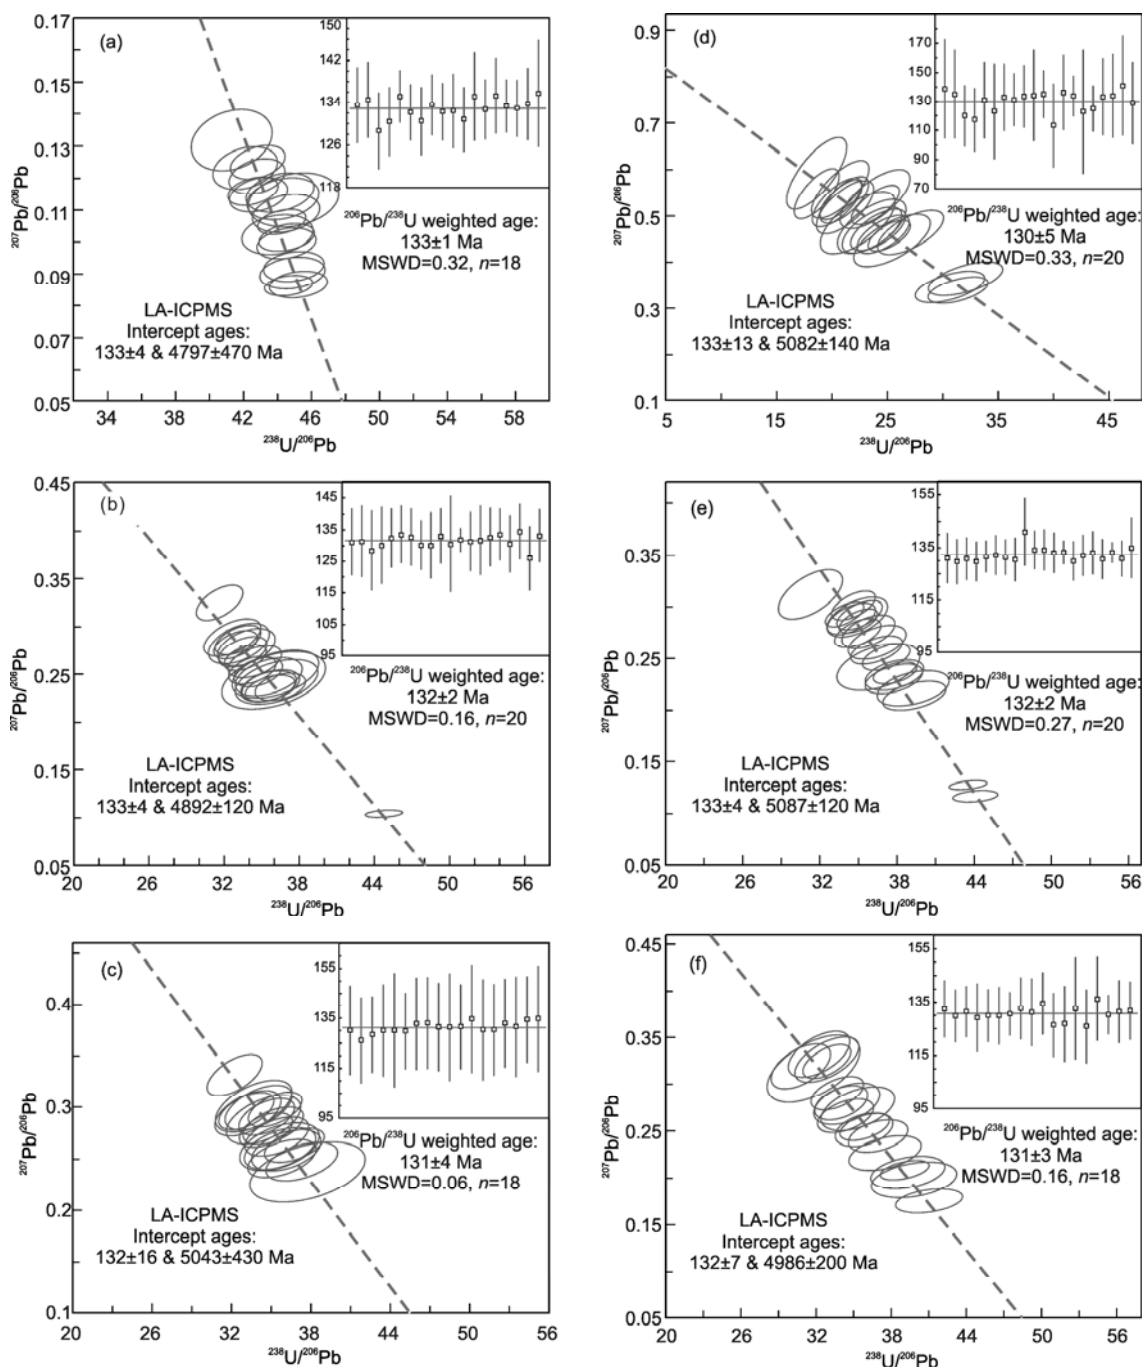 (a)
0.17
0.15
0.13
0.11
0.09
0.07
0.05
²⁰⁷Pb/²⁰⁶Pb
150
142
134
126
118
²⁰⁶Pb/²³⁸U weighted age:
133±1 Ma
MSWD=0.32, n=18
LA-ICPMS
Intercept ages:
133±4 & 4797±470 Ma
34 38 42 46 50 54 58
²³⁸U/²⁰⁶Pb
(d)
0.9
0.7
0.5
0.3
0.1
²⁰⁷Pb/²⁰⁶Pb
170
150
130
110
90
70
²⁰⁶Pb/²³⁸U weighted age:
130±5 Ma
MSWD=0.33, n=20
LA-ICPMS
Intercept ages:
133±13 & 5082±140 Ma
5 15 25 35 45
²³⁸U/²⁰⁶Pb
(b)
0.45
0.35
0.25
0.15
0.05
²⁰⁷Pb/²⁰⁶Pb
145
135
125
115
105
95
²⁰⁶Pb/²³⁸U weighted age:
132±2 Ma
MSWD=0.16, n=20
LA-ICPMS
Intercept ages:
133±4 & 4892±120 Ma
20 26 32 38 44 50 56
²³⁸U/²⁰⁶Pb
(e)
0.35
0.25
0.15
0.05
²⁰⁷Pb/²⁰⁶Pb
155
135
115
95
²⁰⁶Pb/²³⁸U weighted age:
132±2 Ma
MSWD=0.27, n=20
LA-ICPMS
Intercept ages:
133±4 & 5087±120 Ma
20 26 32 38 44 50 56
²³⁸U/²⁰⁶Pb
(c)
0.4
0.3
0.2
0.1
²⁰⁷Pb/²⁰⁶Pb
155
135
115
95
²⁰⁶Pb/²³⁸U weighted age:
131±4 Ma
MSWD=0.06, n=18
LA-ICPMS
Intercept ages:
132±16 & 5043±430 Ma
20 26 32 38 44 50 56
²³⁸U/²⁰⁶Pb
(f)
0.45
0.35
0.25
0.15
0.05
²⁰⁷Pb/²⁰⁶Pb
155
135
115
95
²⁰⁶Pb/²³⁸U weighted age:
131±3 Ma
MSWD=0.16, n=18
LA-ICPMS
Intercept ages:
132±7 & 4986±200 Ma
20 26 32 38 44 50 56
²³⁸U/²⁰⁶Pb